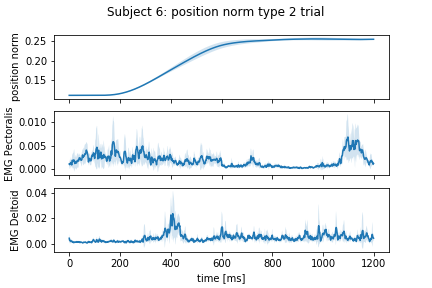 Subject 6: position norm type 2 trial
position norm
0.25
0.20
0.15
EMG Pectoralis
0.010
0.005
0.000
EMG Deltoid
0.04
0.02
0.00
0 200 400 600 800 1000 1200
time [ms]